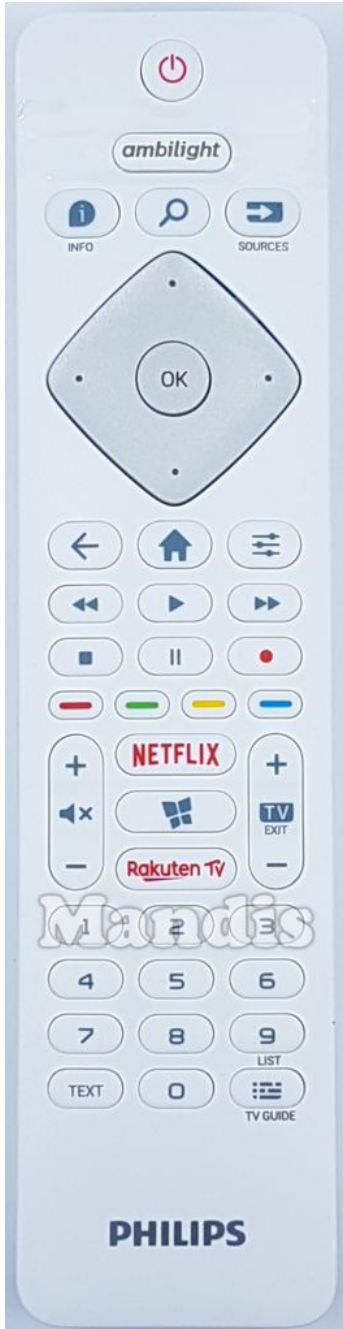 ambilight
INFO
SOURCES
OK
NETFLIX
TV
EXIT
Rakuten TV
Mandis
1 2 3
4 5 6
7 8 9
LIST
TEXT 0
TV GUIDE
PHILIPS